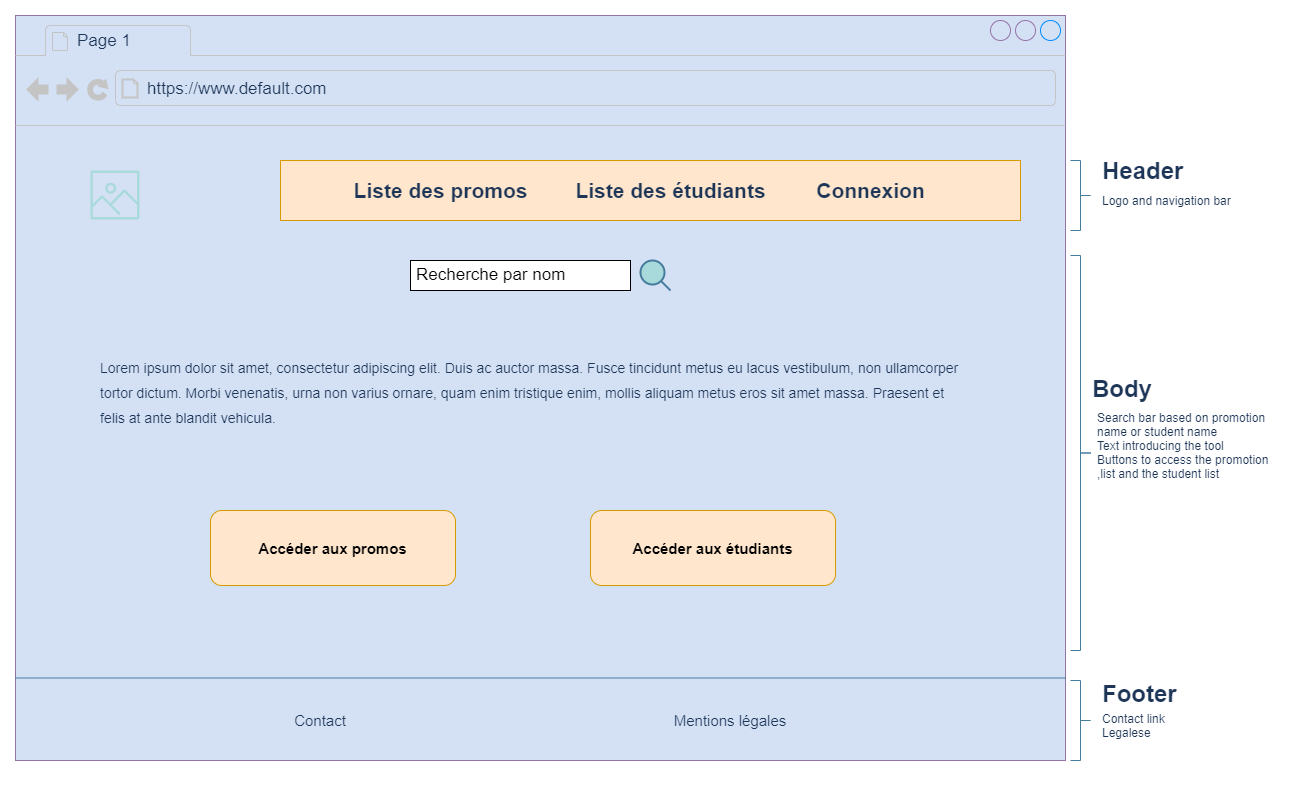 Page 1
https://www.default.com
Liste des promos Liste des étudiants Connexion
Header
Logo and navigation bar
Recherche par nom
Lorem ipsum dolor sit amet, consectetur adipiscing elit. Duis ac auctor massa. Fusce tincidunt metus eu lacus vestibulum, non ullamcorper
tortor dictum. Morbi venenatis, urna non varius ornare, quam enim tristique enim, mollis aliquam metus eros sit amet massa. Praesent et
felis at ante blandit vehicula.
Body
Search bar based on promotion
name or student name
Text introducing the tool
Buttons to access the promotion
,list and the student list
Accéder aux promos Accéder aux étudiants
Footer
Contact link
Legalese
Contact Mentions légales